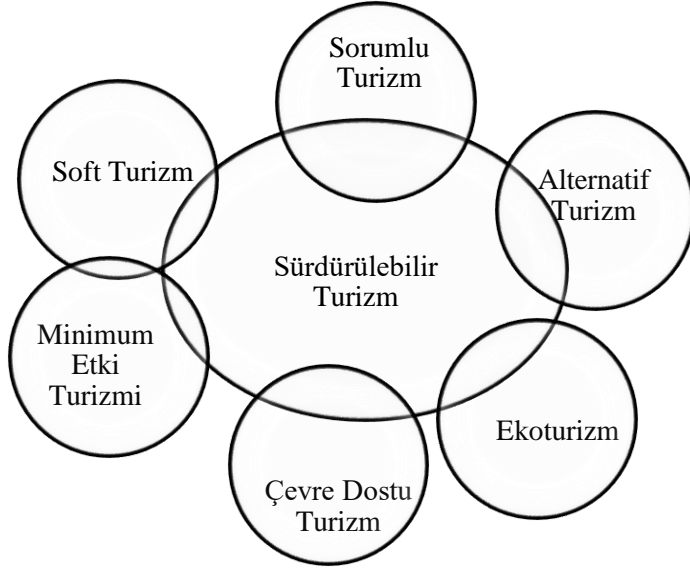 Sorumlu
Turizm
Soft Turizm
Alternatif
Turizm
Sürdürülebilir
Turizm
Minimum
Etki
Turizmi
Ekoturizm
Çevre Dostu
Turizm